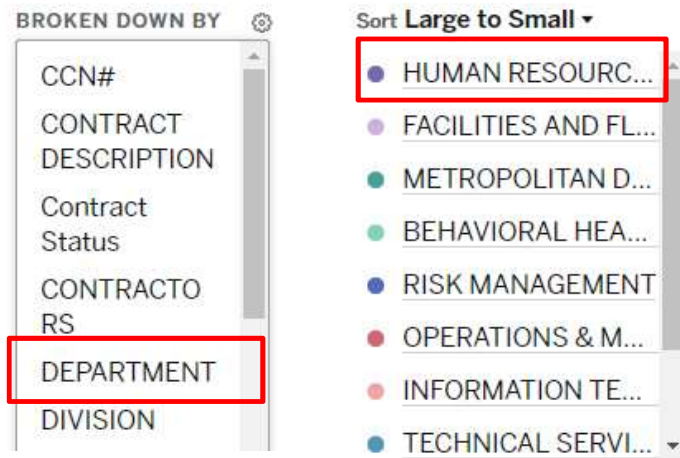 BROKEN DOWN BY
CCN#
CONTRACT
DESCRIPTION
Contract
Status
CONTRACTO
RS
DEPARTMENT
DIVISION
Sort Large to Small
HUMAN RESOURC...
FACILITIES AND FL...
METROPOLITAN D...
BEHAVIORAL HEA...
RISK MANAGEMENT
OPERATIONS & M...
INFORMATION TE...
TECHNICAL SERVI...